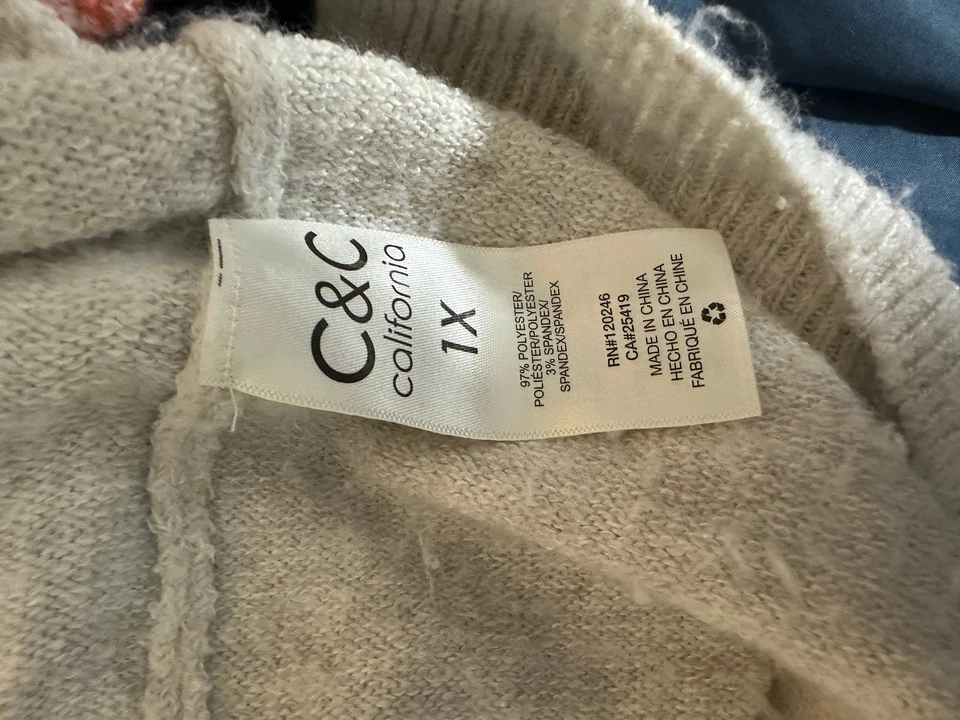 C&C
california
1X
97% POLYESTER/
POLIÉSTER/POLYESTER
3% SPANDEX/
SPANDEX/SPANDEX
RN#120246
CA#25419
MADE IN CHINA
HECHO EN CHINA
FABRIQUÉ EN CHINE